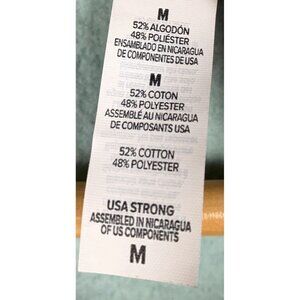 M
52% ALGODÓN
48% POLIÉSTER
ENSAMBLADO EN NICARAGUA
DE COMPONENTES DE USA
M
52% COTON
48% POLYESTER
ASSEMBLÉ AU NICARAGUA
DE COMPOSANTS USA
52% COTTON
48% POLYESTER
USA STRONG
ASSEMBLED IN NICARAGUA
OF US COMPONENTS
M